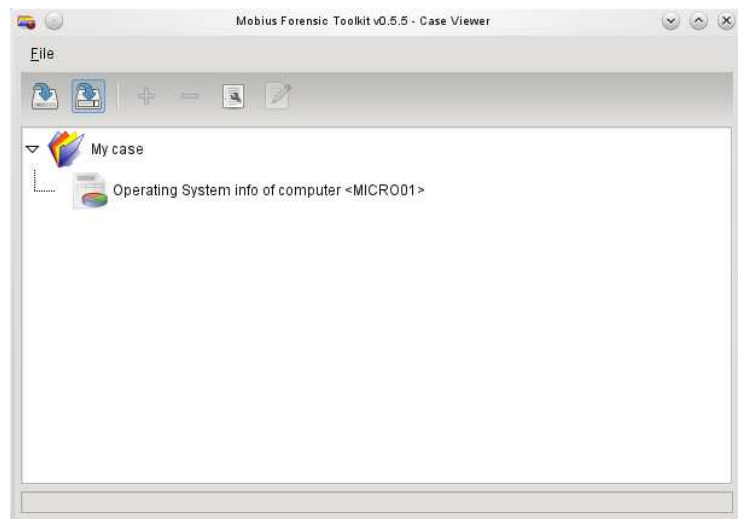 Mobius Forensic Toolkit v0.5.5 - Case Viewer
File
My case
Operating System info of computer <MICRO01>